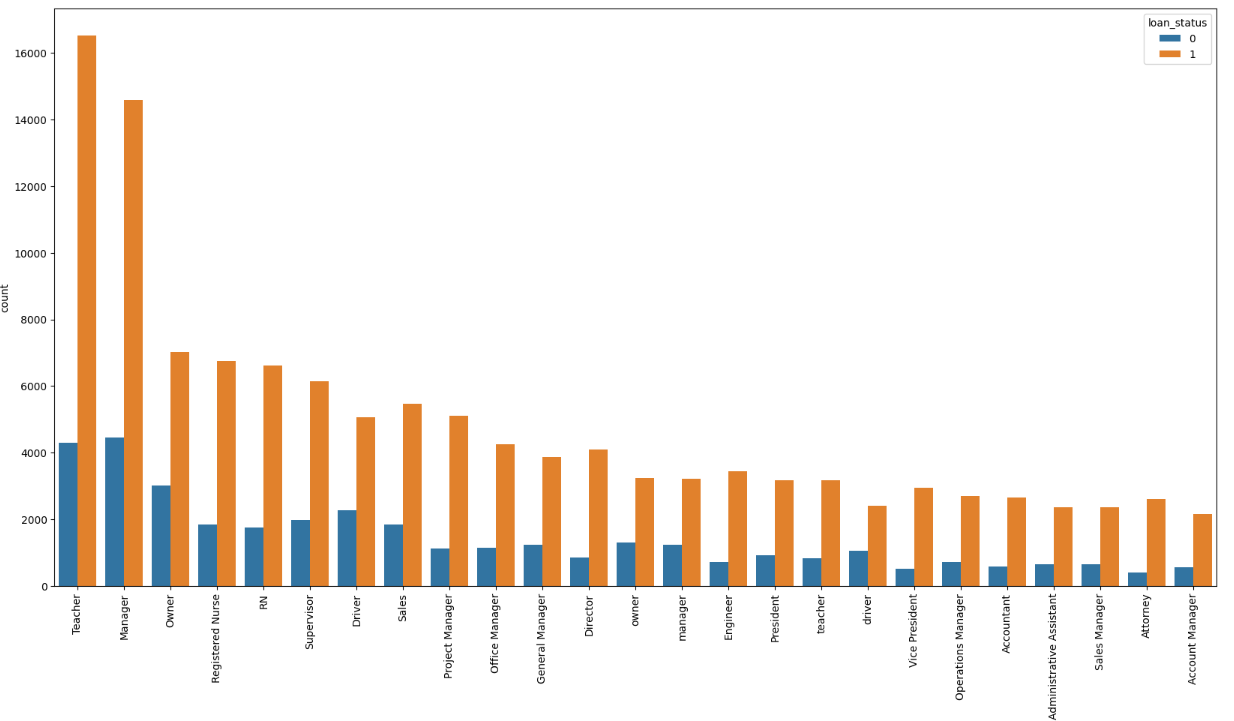 loan_status
0
1
16000
14000
12000
10000
8000
6000
4000
2000
0
count
Teacher
Manager
Owner
Registered Nurse
RN
Supervisor
Driver
Sales
Project Manager
Office Manager
General Manager
Director
owner
manager
Engineer
President
teacher
driver
Vice President
Operations Manager
Accountant
Administrative Assistant
Sales Manager
Attorney
Account Manager